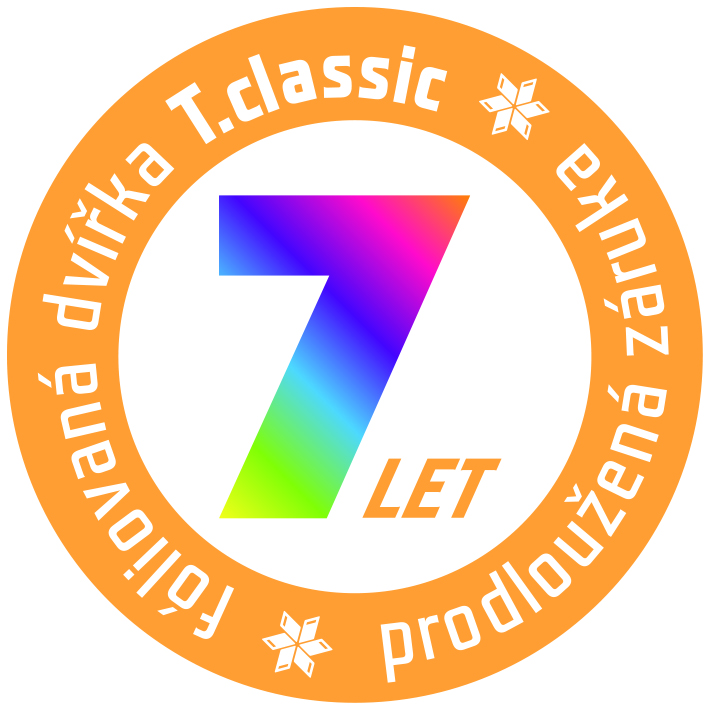 fóliovaná dvířka T.classic
prodloužená záruka
7
LET